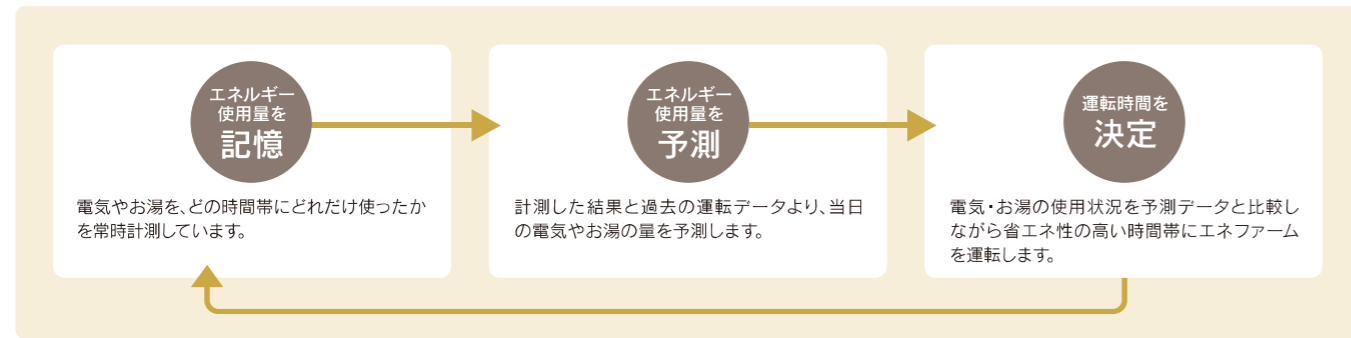 エネルギー
使用量を
記憶
電気やお湯を、どの時間帯にどれだけ使ったか
を常時計測しています。
エネルギー
使用量を
予測
計測した結果と過去の運転データより、当日
の電気やお湯の量を予測します。
運転時間を
決定
電気・お湯の使用状況を予測データと比較し
ながら省エネ性の高い時間帯にエネファーム
を運転します。